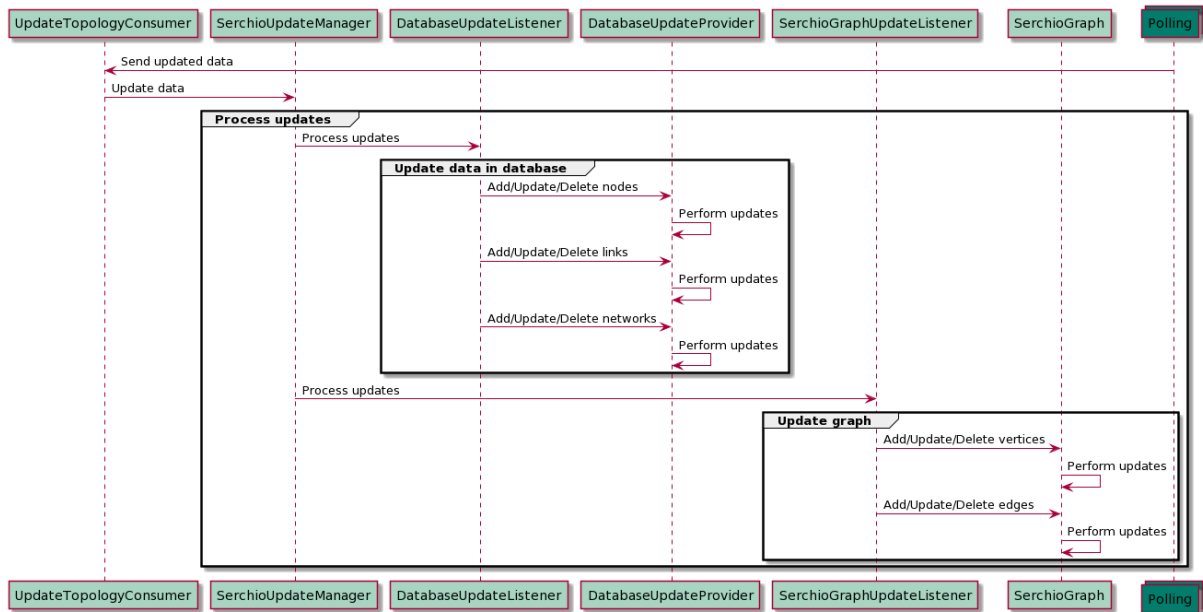 UpdateTopologyConsumer
SerchioUpdateManager
DatabaseUpdateListener
DatabaseUpdateProvider
SerchioGraphUpdateListener
SerchioGraph
Polling
Send updated data
Update data
Process updates
Process updates
Update data in database
Add/Update/Delete nodes
Perform updates
Add/Update/Delete links
Perform updates
Add/Update/Delete networks
Perform updates
Process updates
Update graph
Add/Update/Delete vertices
Perform updates
Add/Update/Delete edges
Perform updates
UpdateTopologyConsumer
SerchioUpdateManager
DatabaseUpdateListener
DatabaseUpdateProvider
SerchioGraphUpdateListener
SerchioGraph
Polling